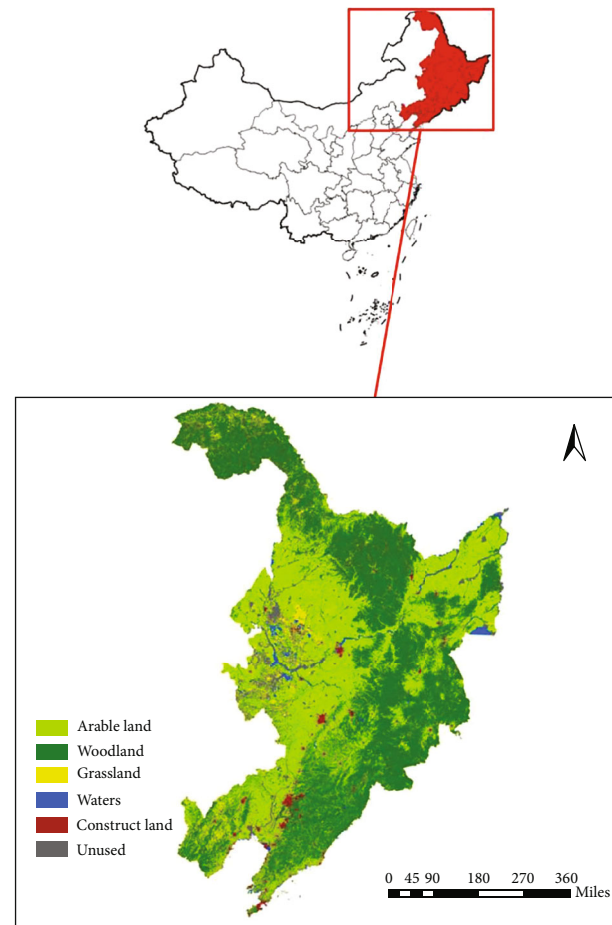 Arable land
Woodland
Grassland
Waters
Construct land
Unused
0 45 90 180 270 360
Miles